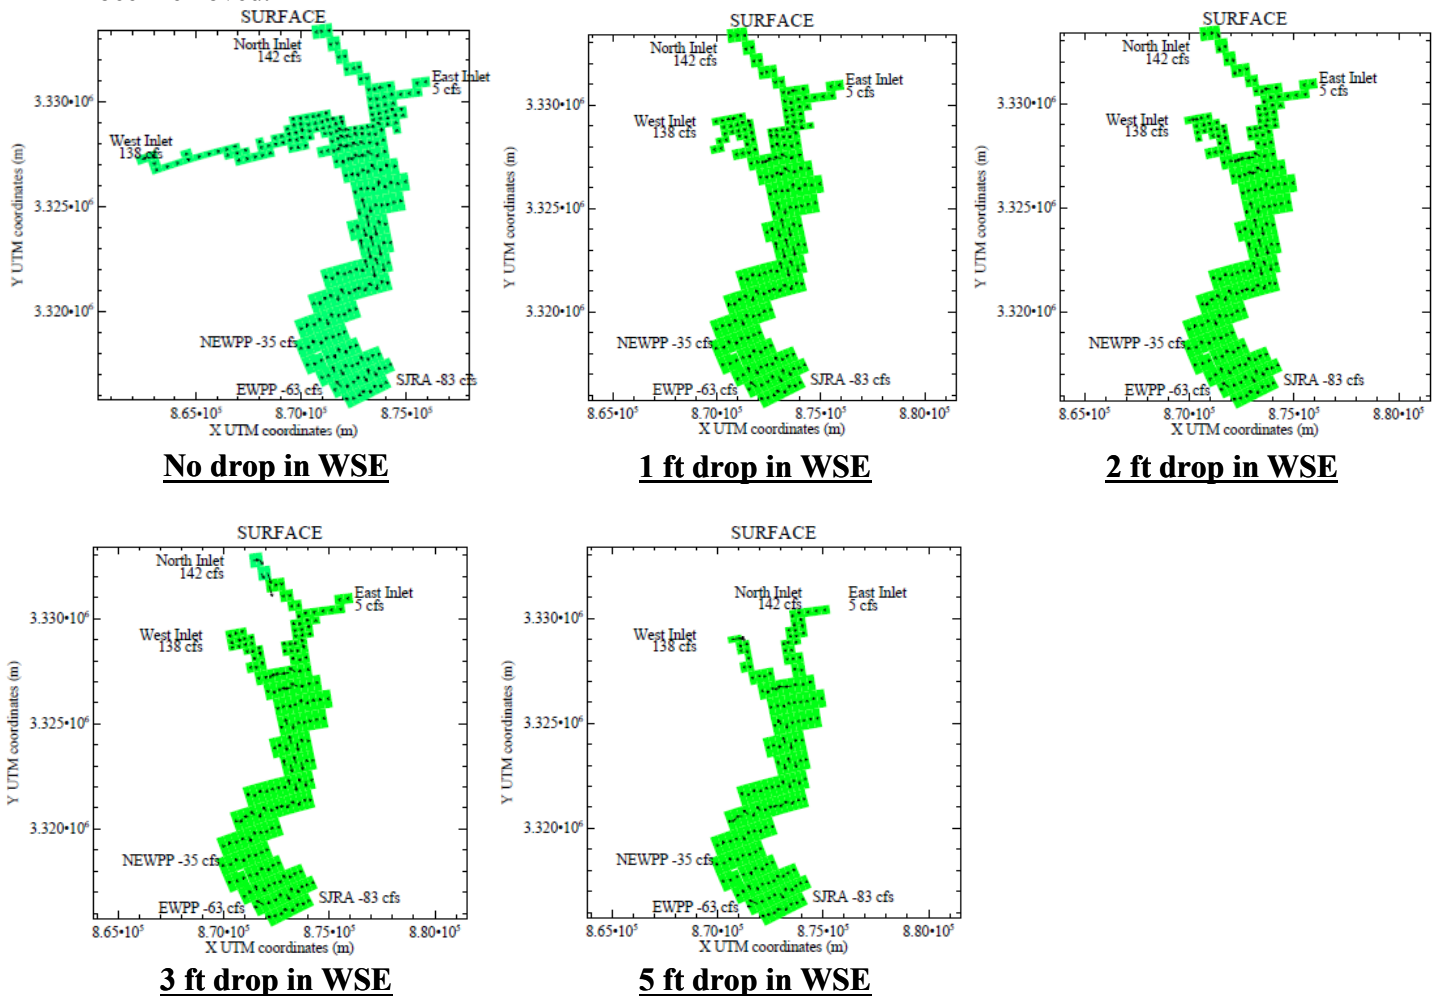 SURFACE
North Inlet
142 cfs
East Inlet
5 cfs
West Inlet
138 cfs
3.330•10⁶
3.325•10⁶
3.320•10⁶
Y UTM coordinates (m)
NEWPP -35 cfs
EWPP -63 cfs
SJRA -83 cfs
8.65•10⁵ 8.70•10⁵ 8.75•10⁵
X UTM coordinates (m)
No drop in WSE
SURFACE
North Inlet
142 cfs
East Inlet
5 cfs
West Inlet
138 cfs
3.330•10⁶
3.325•10⁶
3.320•10⁶
Y UTM coordinates (m)
NEWPP -35 cfs
EWPP -63 cfs
SJRA -83 cfs
8.65•10⁵ 8.70•10⁵ 8.75•10⁵ 8.80•10⁵
X UTM coordinates (m)
1 ft drop in WSE
SURFACE
North Inlet
142 cfs
East Inlet
5 cfs
West Inlet
138 cfs
3.330•10⁶
3.325•10⁶
3.320•10⁶
Y UTM coordinates (m)
NEWPP -35 cfs
EWPP -63 cfs
SJRA -83 cfs
8.65•10⁵ 8.70•10⁵ 8.75•10⁵ 8.80•10⁵
X UTM coordinates (m)
2 ft drop in WSE
SURFACE
North Inlet
142 cfs
East Inlet
5 cfs
West Inlet
138 cfs
3.330•10⁶
3.325•10⁶
3.320•10⁶
Y UTM coordinates (m)
NEWPP -35 cfs
EWPP -63 cfs
SJRA -83 cfs
8.65•10⁵ 8.70•10⁵ 8.75•10⁵ 8.80•10⁵
X UTM coordinates (m)
3 ft drop in WSE
SURFACE
North Inlet
142 cfs
East Inlet
5 cfs
West Inlet
138 cfs
3.330•10⁶
3.325•10⁶
3.320•10⁶
Y UTM coordinates (m)
NEWPP -35 cfs
EWPP -63 cfs
SJRA -83 cfs
8.65•10⁵ 8.70•10⁵ 8.75•10⁵ 8.80•10⁵
X UTM coordinates (m)
5 ft drop in WSE